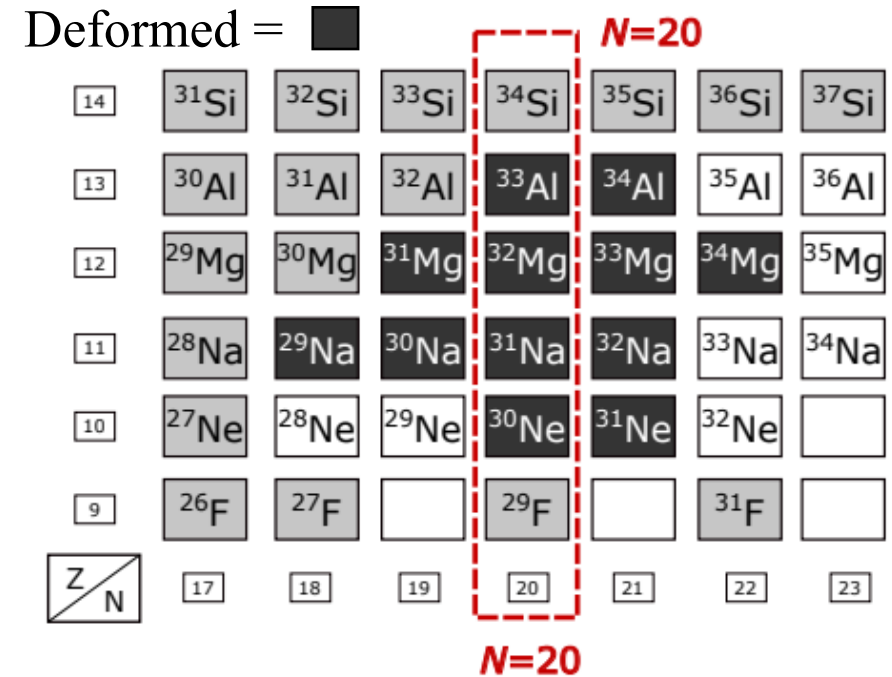 Deformed =
N=20
14 ³¹Si ³²Si ³³Si ³⁴Si ³⁵Si ³⁶Si ³⁷Si
13 ³⁰Al ³¹Al ³²Al ³³Al ³⁴Al ³⁵Al ³⁶Al
12 ²⁹Mg ³⁰Mg ³¹Mg ³²Mg ³³Mg ³⁴Mg ³⁵Mg
11 ²⁸Na ²⁹Na ³⁰Na ³¹Na ³²Na ³³Na ³⁴Na
10 ²⁷Ne ²⁸Ne ²⁹Ne ³⁰Ne ³¹Ne ³²Ne
9 ²⁶F ²⁷F ²⁹F ³¹F
Z/N 17 18 19 20 21 22 23
N=20